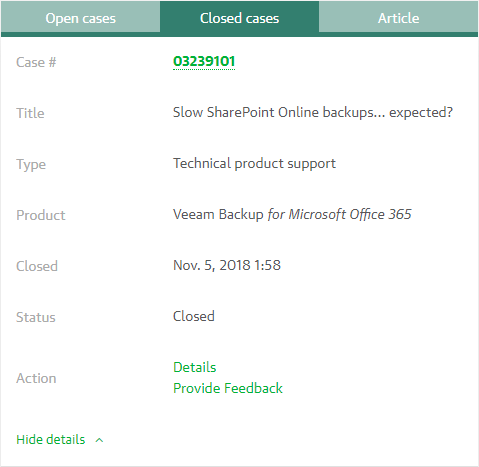 Open cases Closed cases Article
Case # 03239101
Title Slow SharePoint Online backups... expected?
Type Technical product support
Product Veeam Backup for Microsoft Office 365
Closed Nov. 5, 2018 1:58
Status Closed
Action Details
Provide Feedback
Hide details